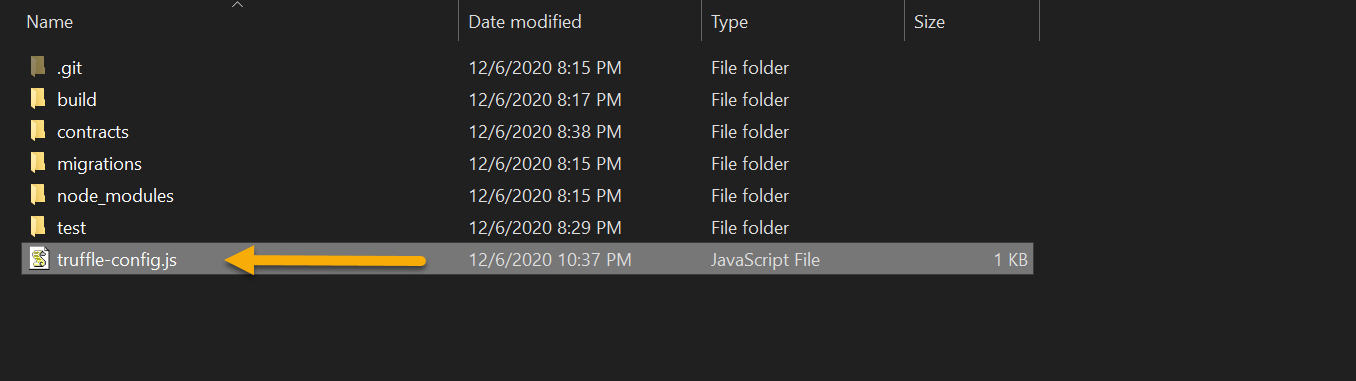 Name Date modified Type Size
.git 12/6/2020 8:15 PM File folder
build 12/6/2020 8:17 PM File folder
contracts 12/6/2020 8:38 PM File folder
migrations 12/6/2020 8:15 PM File folder
node_modules 12/6/2020 8:15 PM File folder
test 12/6/2020 8:29 PM File folder
truffle-config.js 12/6/2020 10:37 PM JavaScript File 1 KB